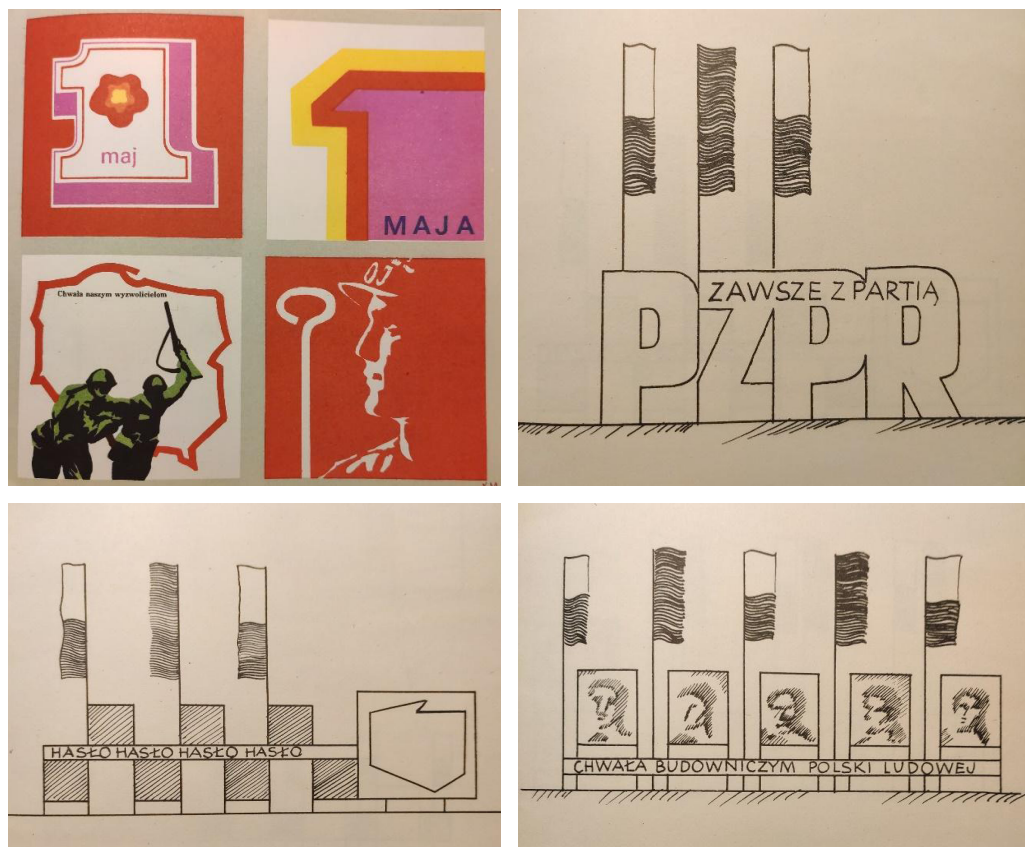 1
maj
1
MAJA
Chwała naszym wyzwolicielom
ZAWSZE Z PARTIĄ
PZPR
HASŁO HASŁO HASŁO HASŁO
CHWAŁA BUDOWNICZYM POLSKI LUDOWEJ